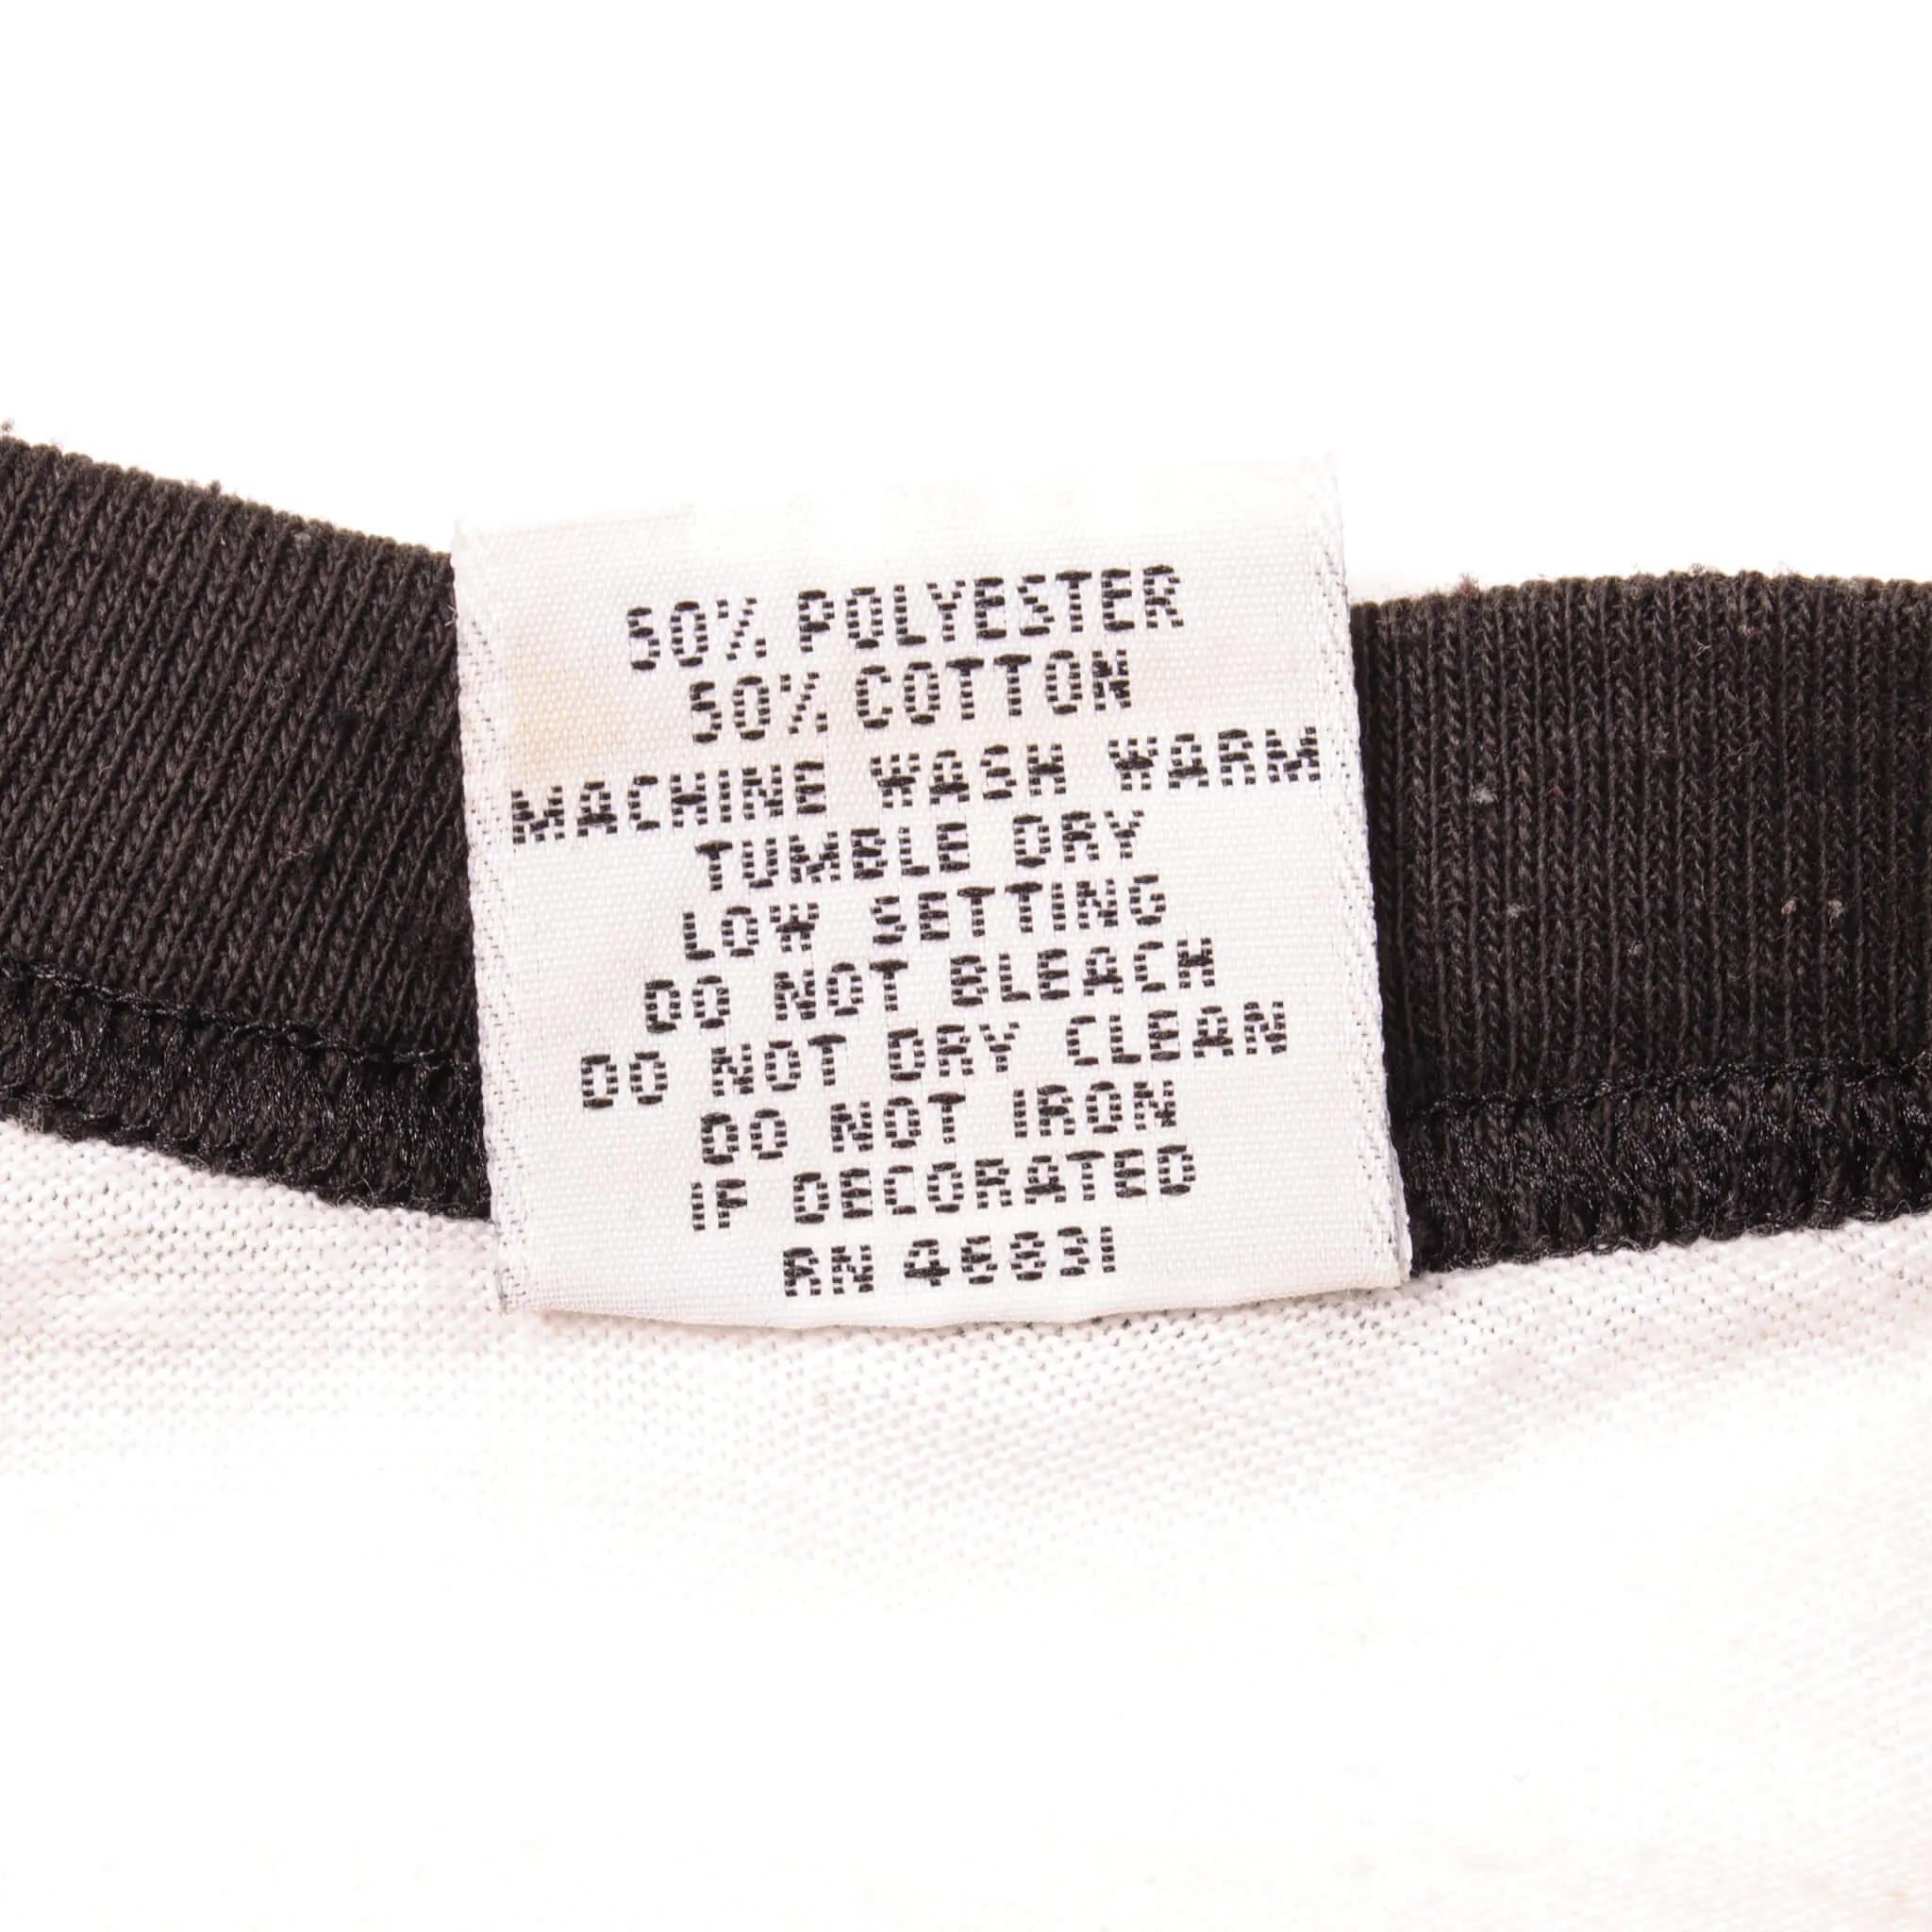 50% POLYESTER
50% COTTON
MACHINE WASH WARM
TUMBLE DRY
LOW SETTING
DO NOT BLEACH
DO NOT DRY CLEAN
DO NOT IRON
IF DECORATED
RN 46831